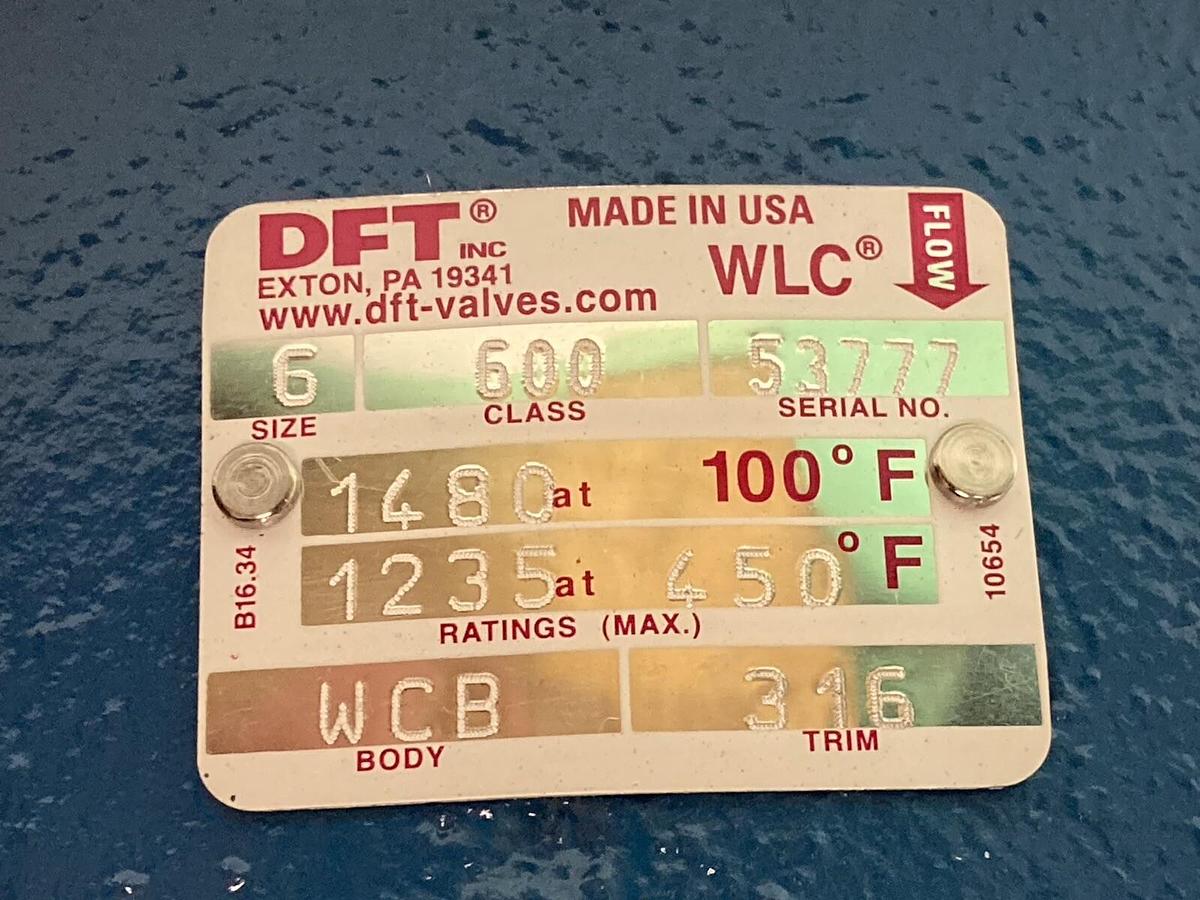 DFT® INC
MADE IN USA
EXTON, PA 19341
www.dft-valves.com
WLC®
FLOW
6
SIZE
600
CLASS
53777
SERIAL NO.
1480 at 100° F
1235 at 450° F
RATINGS (MAX.)
B16.34
10654
WCB
BODY
316
TRIM